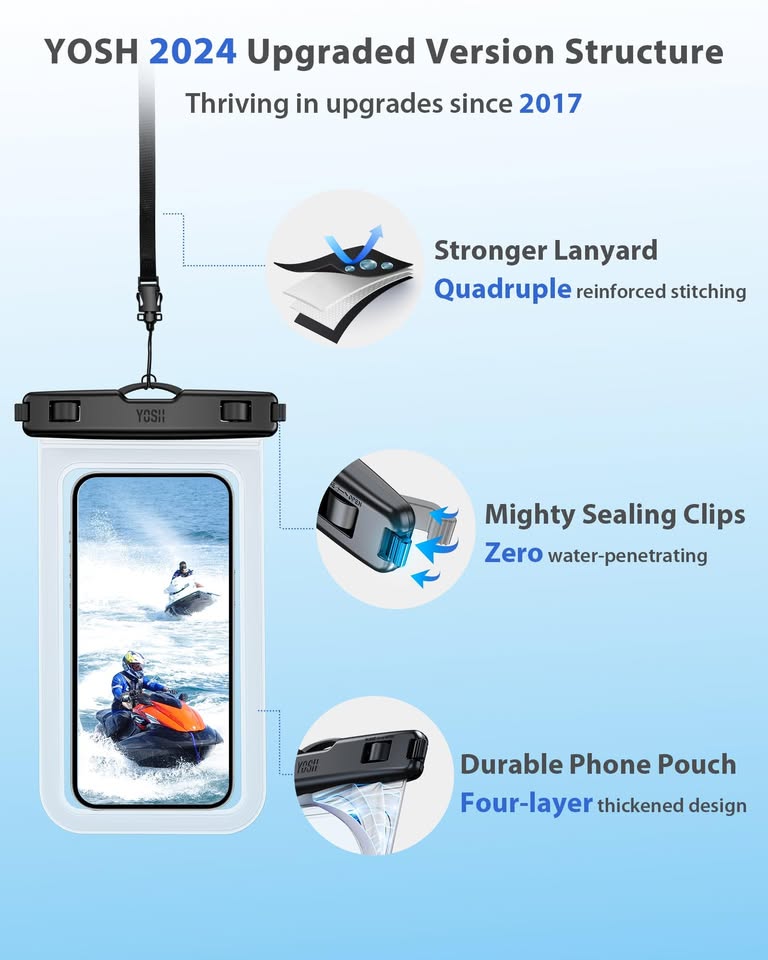 YOSH 2024 Upgraded Version Structure
Thriving in upgrades since 2017
Stronger Lanyard
Quadruple reinforced stitching
YOSH
Mighty Sealing Clips
Zero water-penetrating
Durable Phone Pouch
YOSH
Four-layer thickened design